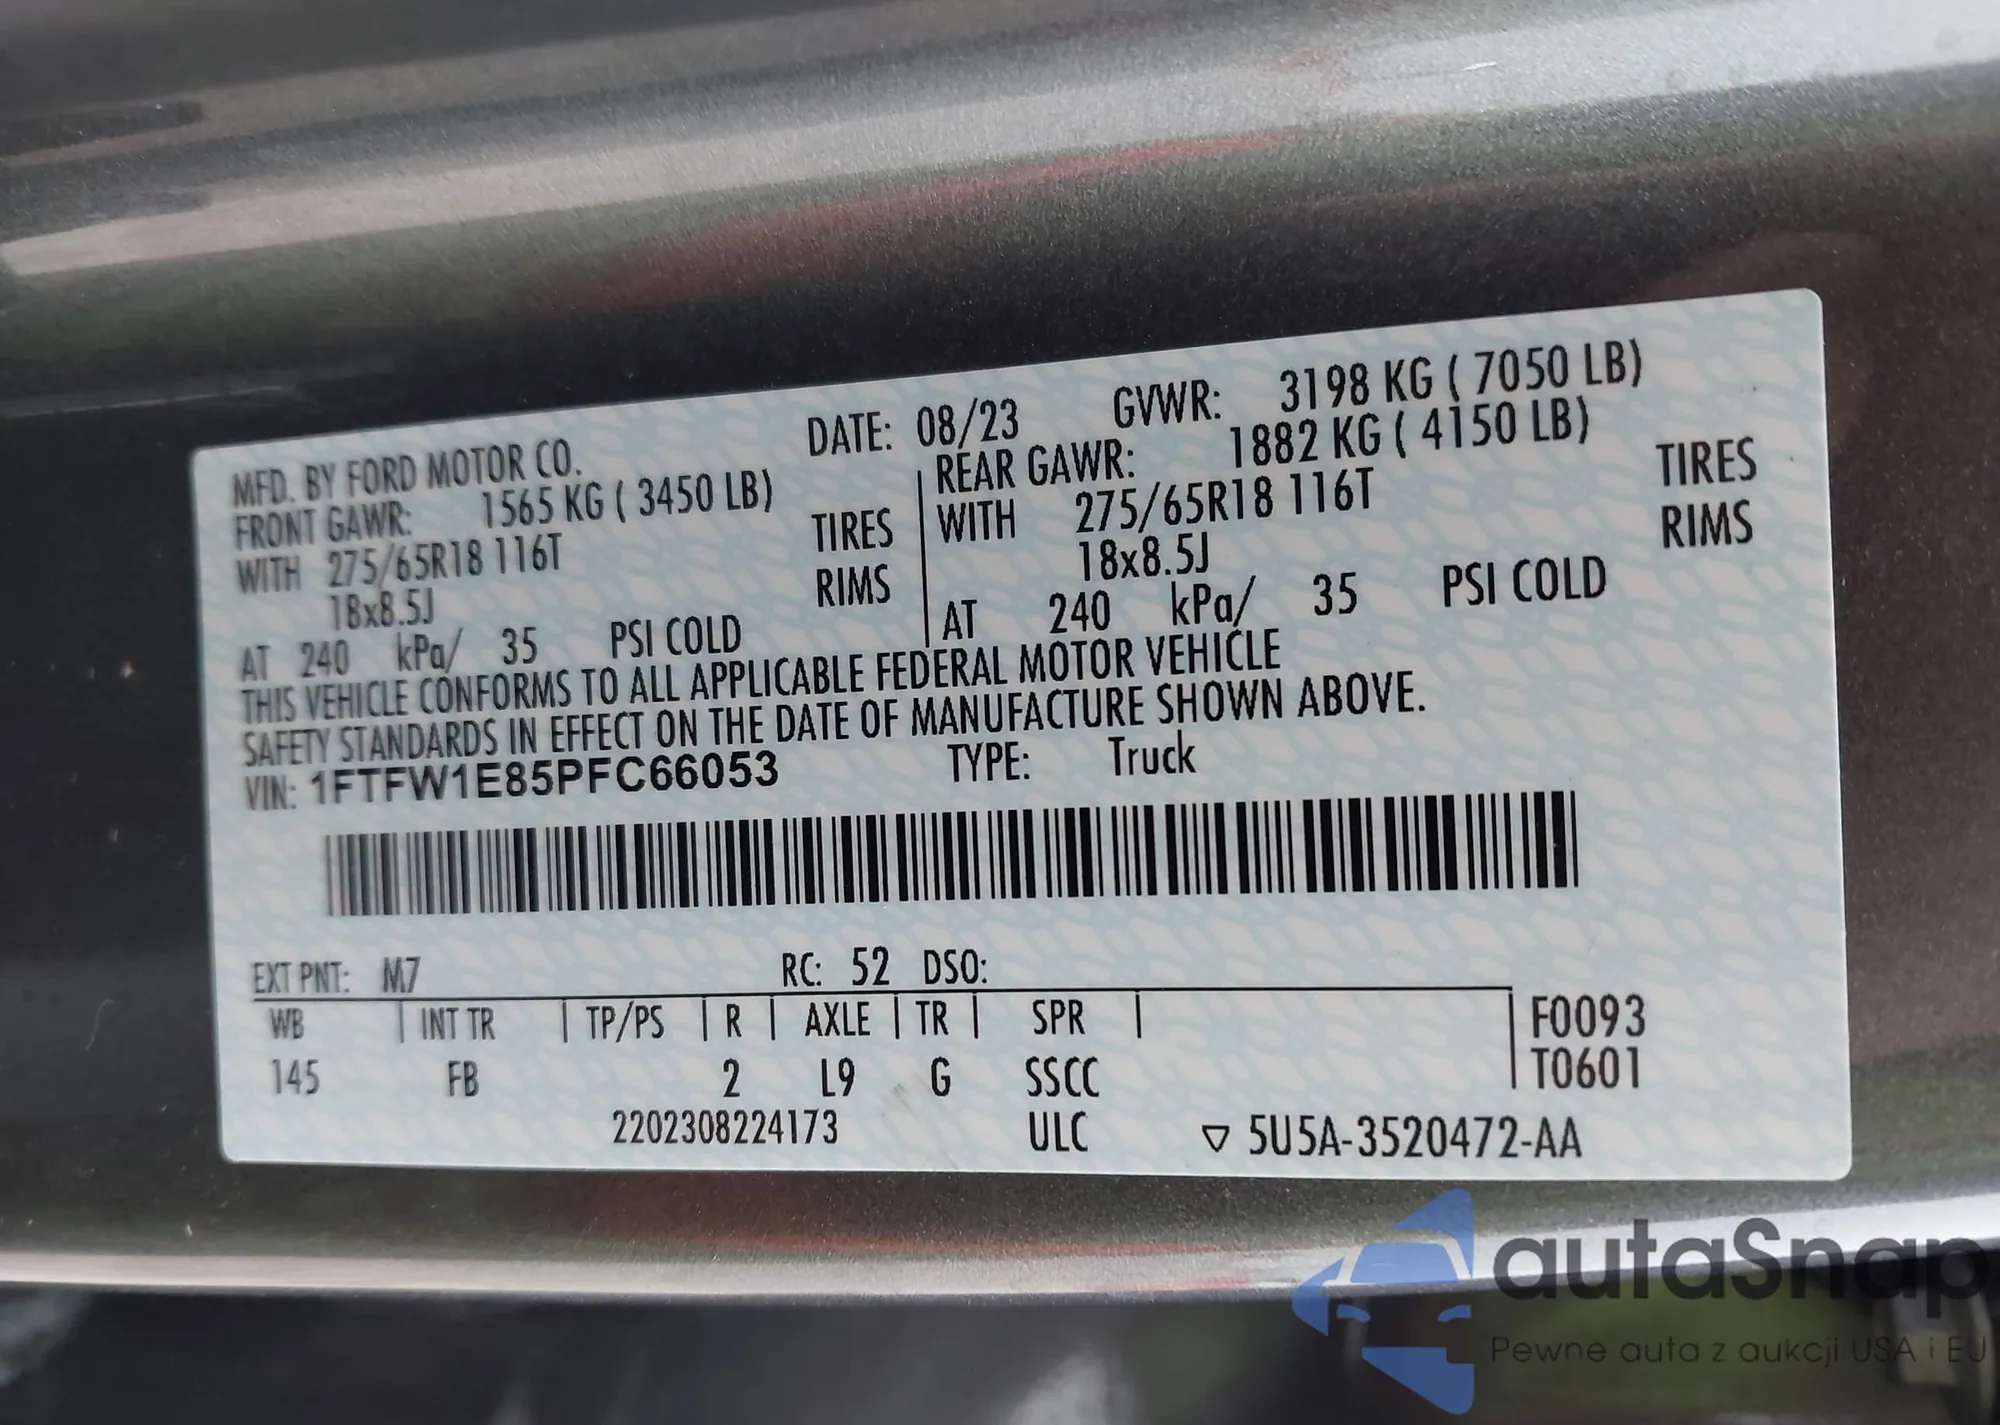 MFD. BY FORD MOTOR CO. DATE: 08/23 GVWR: 3198 KG ( 7050 LB)
FRONT GAWR: 1565 KG ( 3450 LB) REAR GAWR: 1882 KG ( 4150 LB)
WITH 275/65R18 116T TIRES WITH 275/65R18 116T TIRES
18x8.5J RIMS 18x8.5J RIMS
AT 240 kPa/ 35 PSI COLD AT 240 kPa/ 35 PSI COLD
THIS VEHICLE CONFORMS TO ALL APPLICABLE FEDERAL MOTOR VEHICLE
SAFETY STANDARDS IN EFFECT ON THE DATE OF MANUFACTURE SHOWN ABOVE.
VIN: 1FTFW1E85PFC66053 TYPE: Truck
EXT PNT: M7 RC: 52 DSO:
WB INT TR TP/PS R AXLE TR SPR F0093
145 FB 2 L9 G SSCC T0601
2202308224173 ULC ▽ 5U5A-3520472-AA
autaSnap
Pewne auta z aukcji USA i EU